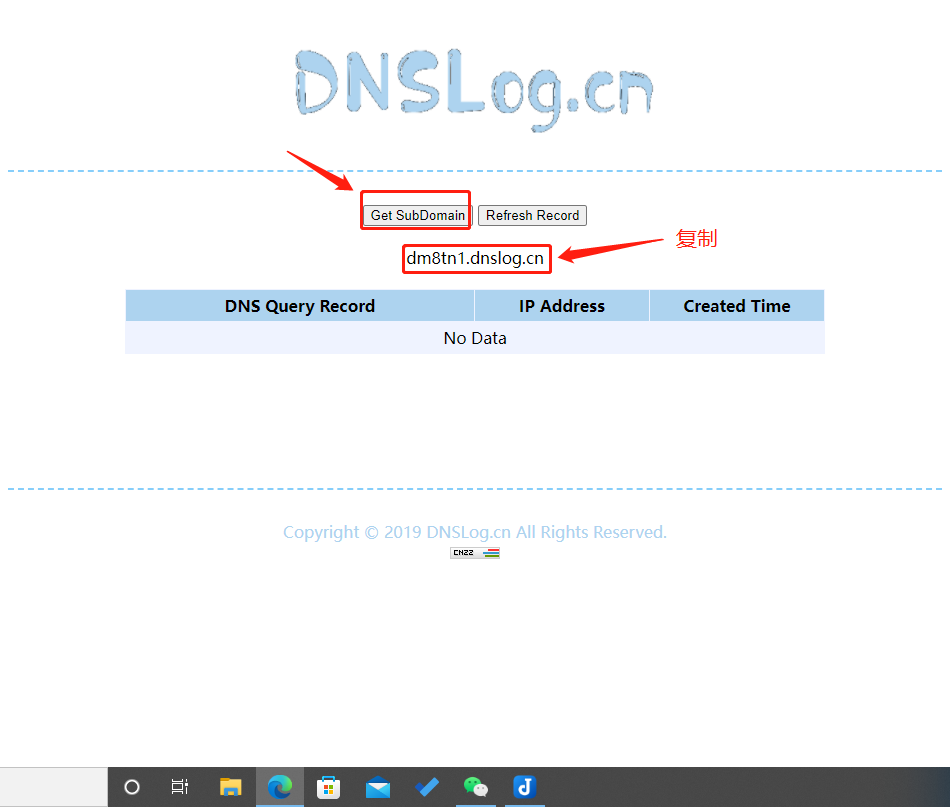 DNSLog.cn
Get SubDomain Refresh Record
dm8tn1.dnslog.cn
复制
DNS Query Record IP Address Created Time
No Data
Copyright © 2019 DNSLog.cn All Rights Reserved.
CNZZ